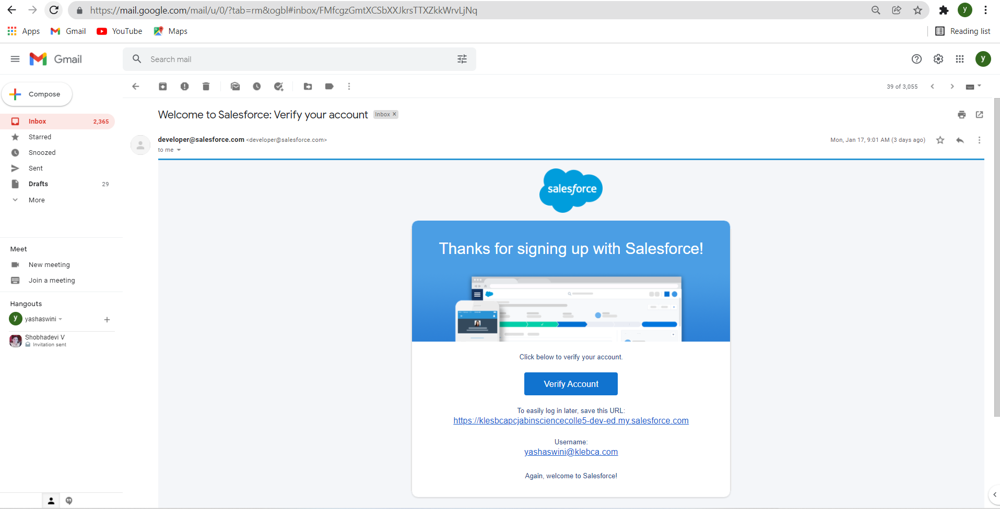 https://mail.google.com/mail/u/0/?tab=rm&ogbl#inbox/FMfcgzGmtXCSbXXJkrsTTXZkkWrvLjNq
y
Apps
Gmail
YouTube
Maps
Reading list
Gmail
Search mail
y
39 of 3,055
Compose
Welcome to Salesforce: Verify your account
Inbox x
Inbox 2,365
Starred
Snoozed
Sent
Drafts 29
More
developer@salesforce.com <developer@salesforce.com>
Mon, Jan 17, 9:01 AM (3 days ago)
to me
salesforce
Thanks for signing up with Salesforce!
Click below to verify your account.
Verify Account
To easily log in later, save this URL:
https://klesbcapcjabinsciencecolle5-dev-ed.my.salesforce.com
Username:
yashaswini@klebca.com
Again, welcome to Salesforce!
Meet
New meeting
Join a meeting
Hangouts
y
yashaswini
Shobhadevi V
Invitation sent